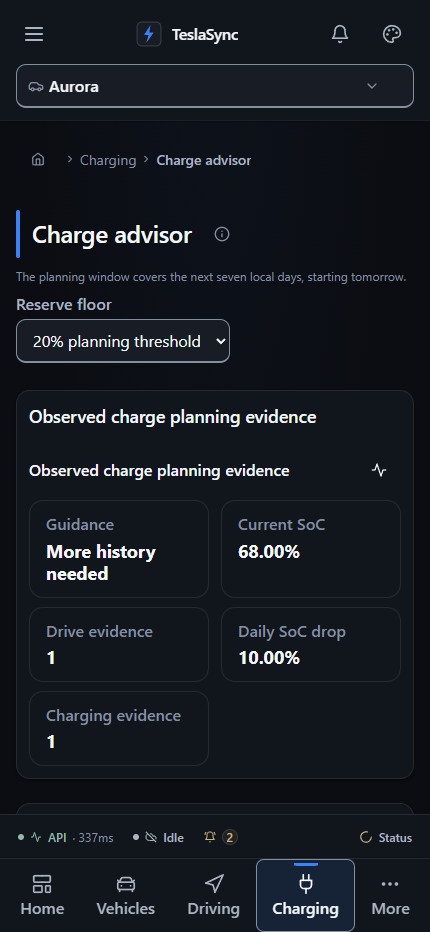 TeslaSync
Aurora
Charging
Charge advisor
Charge advisor
The planning window covers the next seven local days, starting tomorrow.
Reserve floor
20% planning threshold
Observed charge planning evidence
Observed charge planning evidence
Guidance
More history
needed
Current SoC
68.00%
Drive evidence
1
Daily SoC drop
10.00%
Charging evidence
1
API · 337ms
Idle
2
Status
Home
Vehicles
Driving
Charging
More